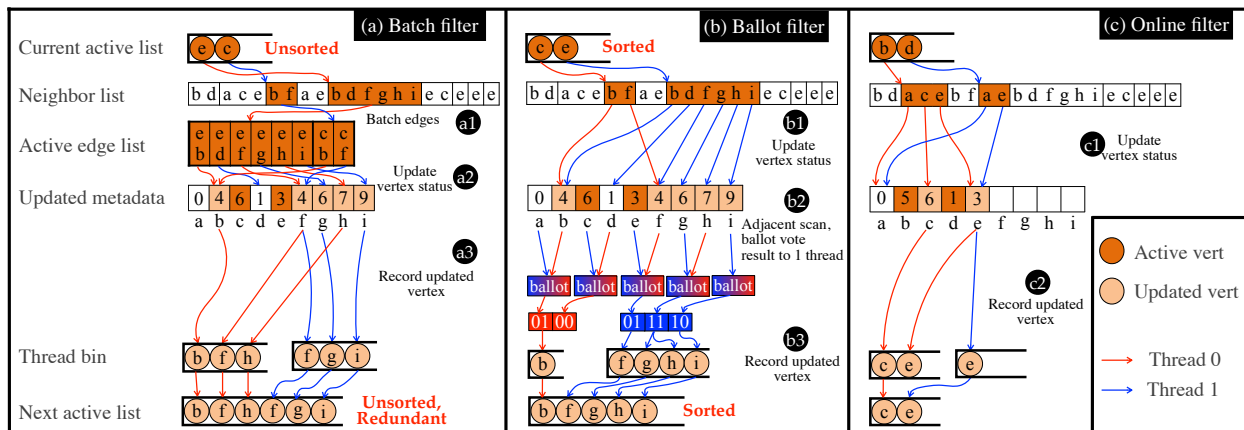 (a) Batch filter
(b) Ballot filter
(c) Online filter
Current active list
Neighbor list
Active edge list
Updated metadata
Thread bin
Next active list
e c
Unsorted
b d a c e b f a e b d f g h i e c e e e
Batch edges
a1
e e e e e e c c
b d f g h i b f
a2
Update
vertex status
0 4 6 1 3 4 6 7 9
a b c d e f g h i
a3
Record updated
vertex
b f h
f g i
b f h f g i
Unsorted,
Redundant
c e
Sorted
b d a c e b f a e b d f g h i e c e e e
b1
Update
vertex status
0 4 6 1 3 4 6 7 9
a b c d e f g h i
b2
Adjacent scan,
ballot vote
result to 1 thread
ballot ballot ballot ballot ballot
01 00
01 11 10
b3
Record updated
vertex
b
f g h i
b f g h i
Sorted
b d
b d a c e b f a e b d f g h i e c e e e
c1
Update
vertex status
0 5 6 1 3
a b c d e f g h i
c2
Record updated
vertex
c e
e
c e
Active vert
Updated vert
Thread 0
Thread 1